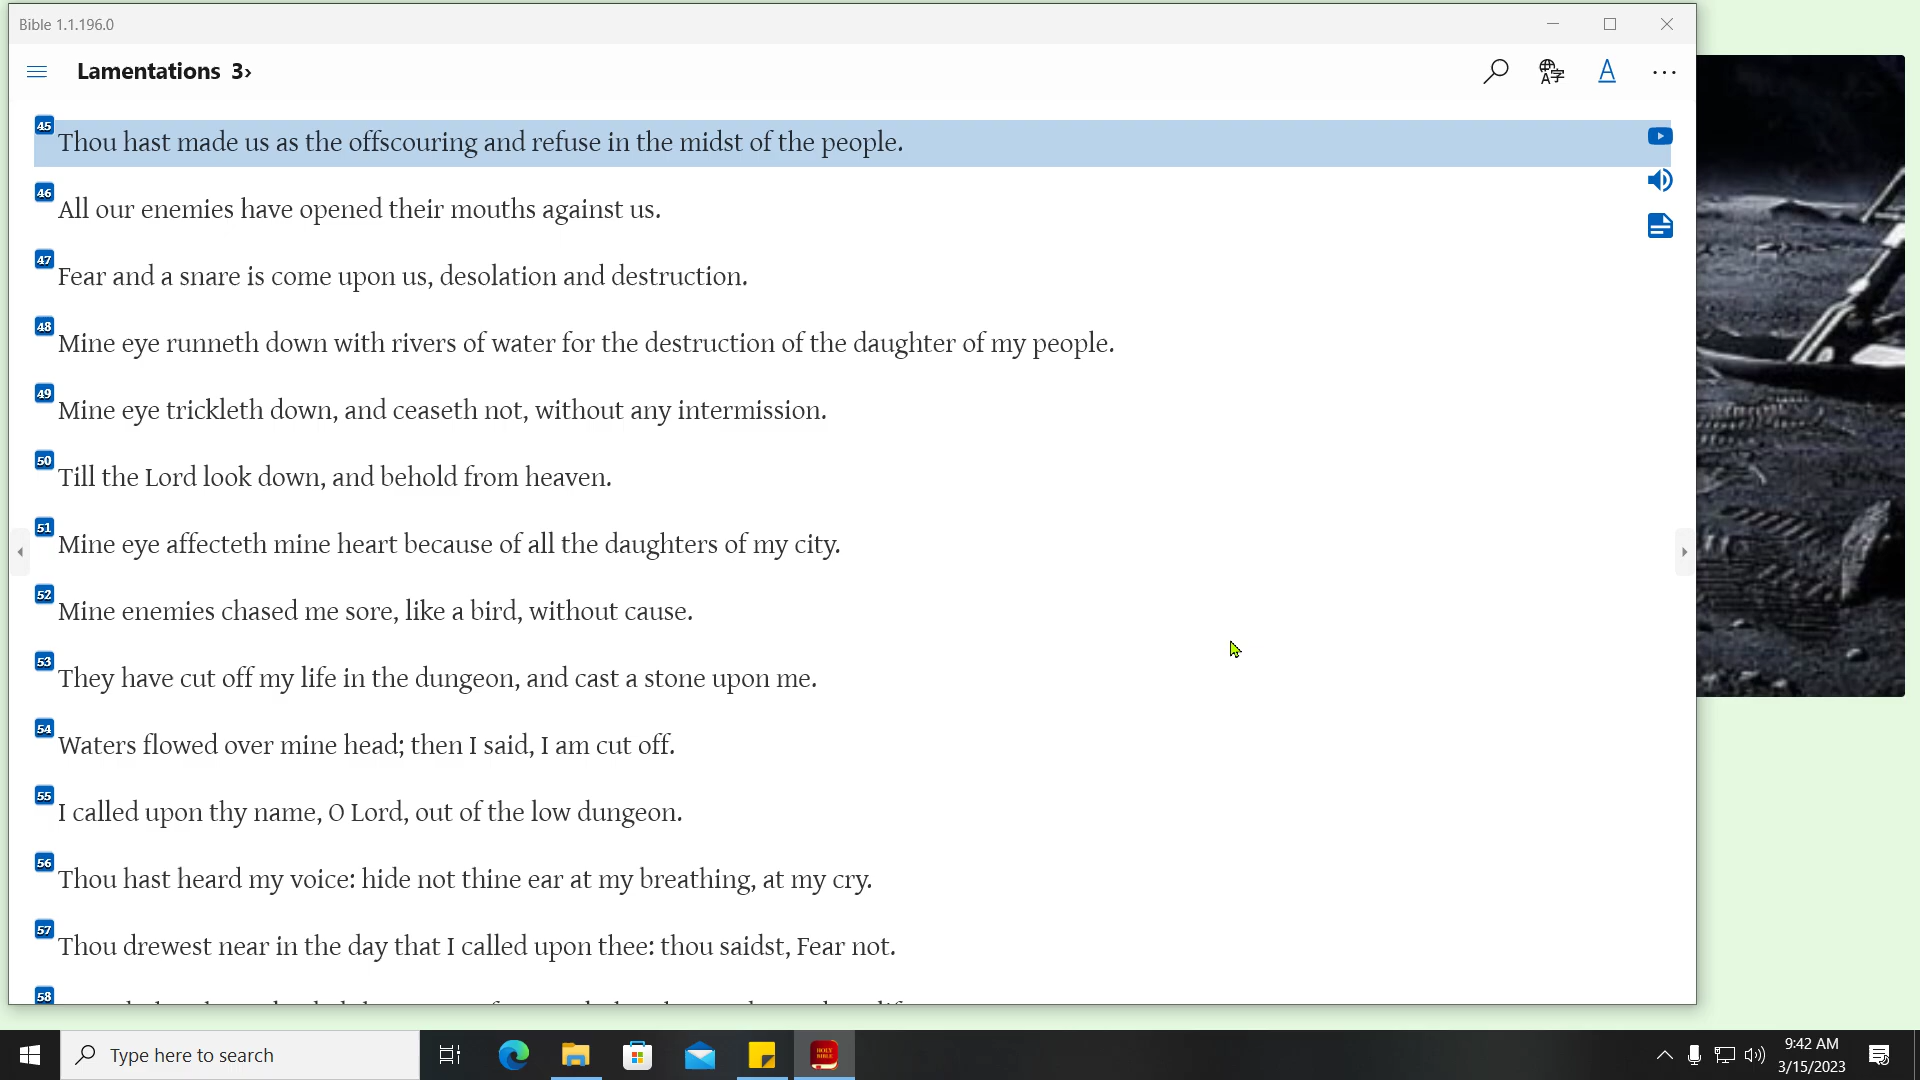 Bible 1.1.196.0
Lamentations 3›
45 Thou hast made us as the offscouring and refuse in the midst of the people.
46 All our enemies have opened their mouths against us.
47 Fear and a snare is come upon us, desolation and destruction.
48 Mine eye runneth down with rivers of water for the destruction of the daughter of my people.
49 Mine eye trickleth down, and ceaseth not, without any intermission.
50 Till the Lord look down, and behold from heaven.
51 Mine eye affecteth mine heart because of all the daughters of my city.
52 Mine enemies chased me sore, like a bird, without cause.
53 They have cut off my life in the dungeon, and cast a stone upon me.
54 Waters flowed over mine head; then I said, I am cut off.
55 I called upon thy name, O Lord, out of the low dungeon.
56 Thou hast heard my voice: hide not thine ear at my breathing, at my cry.
57 Thou drewest near in the day that I called upon thee: thou saidst, Fear not.
58
Type here to search
HOLY BIBLE
9:42 AM
3/15/2023